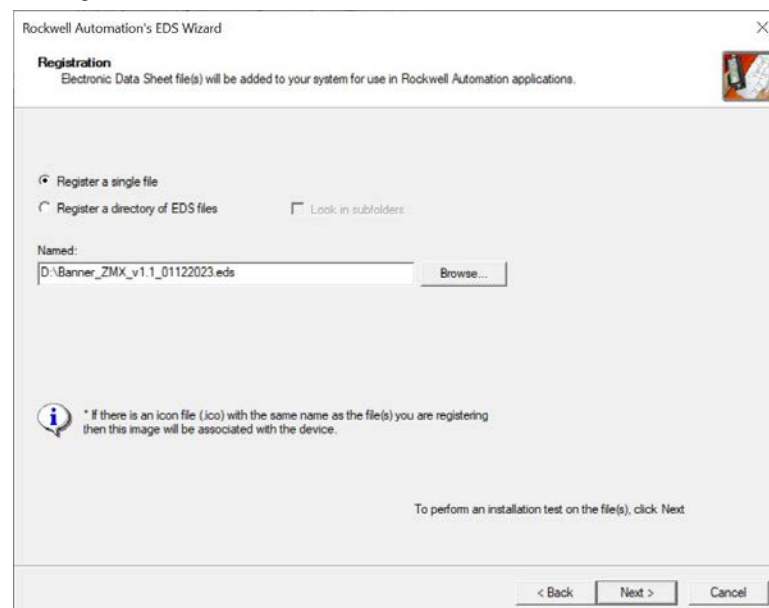 Rockwell Automation's EDS Wizard
Registration
Electronic Data Sheet file(s) will be added to your system for use in Rockwell Automation applications.
Register a single file
Register a directory of EDS files
Look in subfolders
Named:
D:\Banner_ZMX_v1.1_01122023.eds
Browse...
* If there is an icon file (.ico) with the same name as the file(s) you are registering
then this image will be associated with the device.
To perform an installation test on the file(s), click Next
< Back
Next >
Cancel